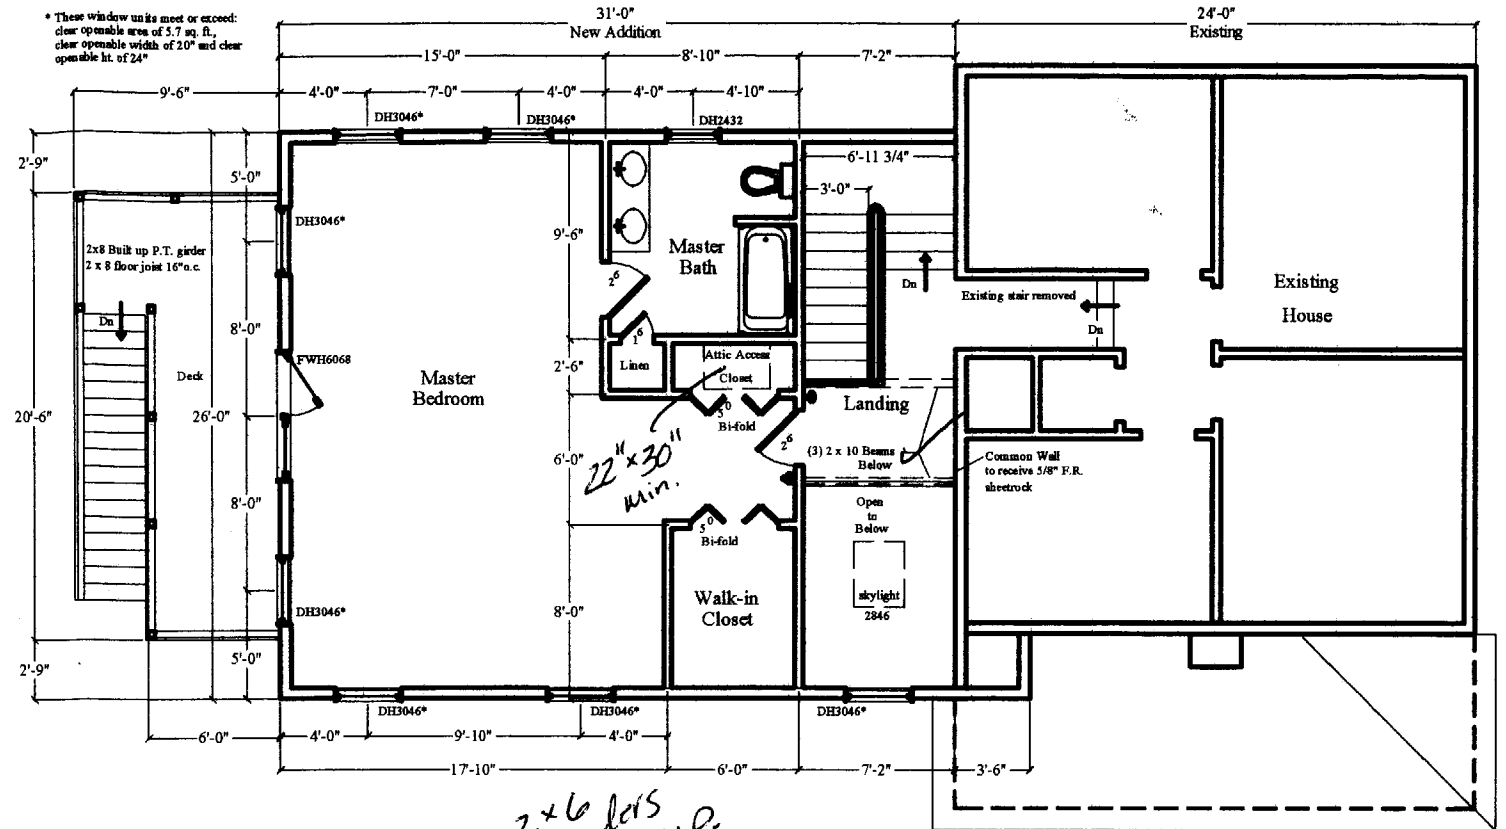 * These window units meet or exceed:
clear openable area of 5.7 sq. ft.,
clear openable width of 20" and clear
openable ht. of 24"
31'-0"
New Addition
24'-0"
Existing
15'-0"
8'-10"
7'-2"
9'-6"
4'-0"
7'-0"
4'-0"
4'-0"
4'-10"
DH3046*
DH3046*
DH2432
2'-9"
5'-0"
6'-11 3/4"
3'-0"
DH3046*
9'-6"
Master
Bath
2x8 Built up P.T. girder
2 x 8 floor joist 16"o.c.
2⁶
Dn
Existing stair removed
Existing
House
Dn
Dn
8'-0"
1⁶
FWH6068
Linen
Attic Access
Closet
2'-6"
Deck
Master
Bedroom
20'-6"
26'-0"
5⁰
Bi-fold
Landing
2⁶
22" x 30"
min.
6'-0"
(3) 2 x 10 Beams
Below
Common Wall
to receive 5/8" F.R.
sheetrock
8'-0"
Open
to
Below
5⁰
Bi-fold
skylight
2846
Walk-in
Closet
8'-0"
DH3046*
5'-0"
2'-9"
DH3046*
DH3046*
DH3046*
6'-0"
4'-0"
9'-10"
4'-0"
17'-10"
6'-0"
7'-2"
3'-6"
2x6